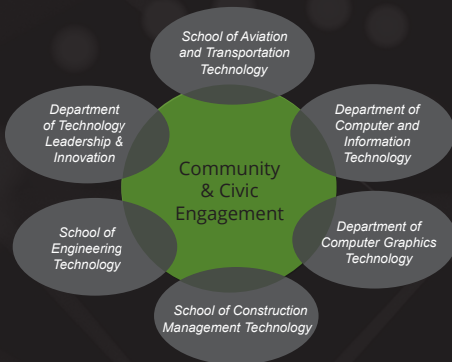 School of Aviation
and Transportation
Technology
Department
of Technology
Leadership &
Innovation
Department of
Computer and
Information
Technology
Community
& Civic
Engagement
School of
Engineering
Technology
Department of
Computer Graphics
Technology
School of Construction
Management Technology